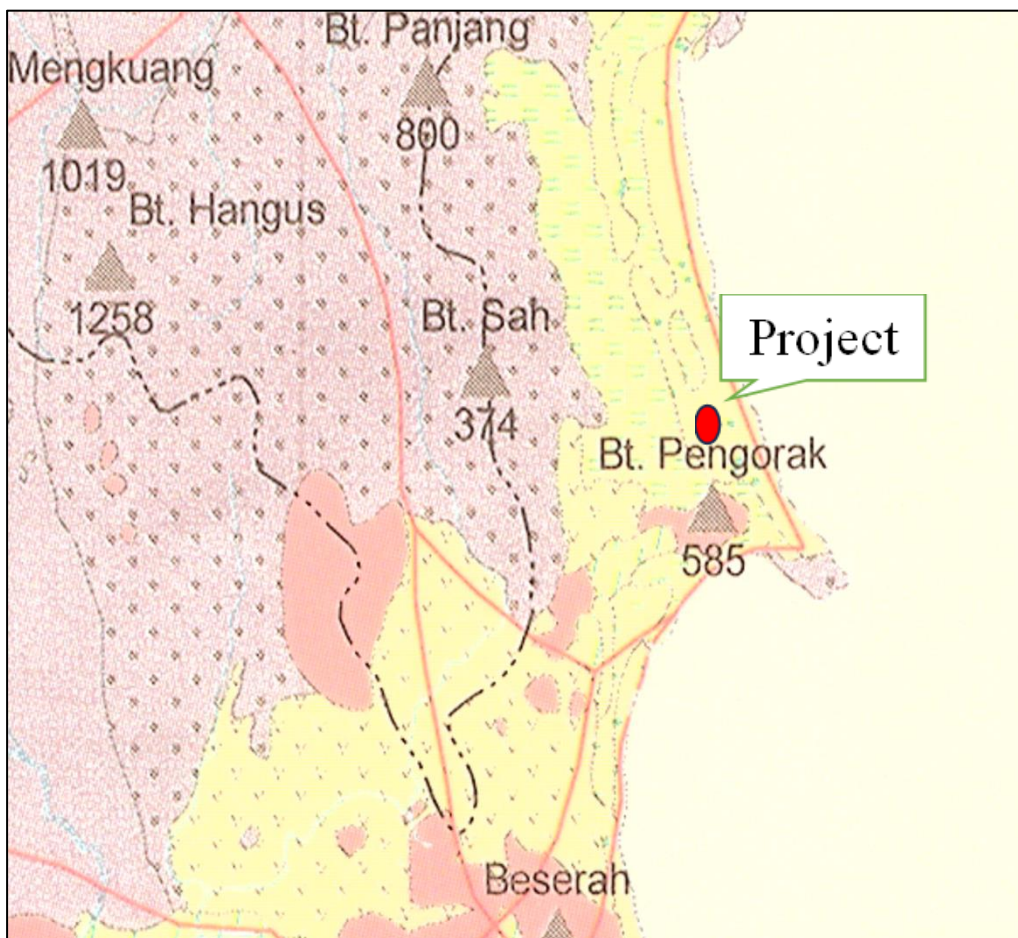 Bt. Panjang
Mengkuang
800
1019
Bt. Hangus
1258
Bt. Sah
374
Project
Bt. Pengorak
585
Beserah